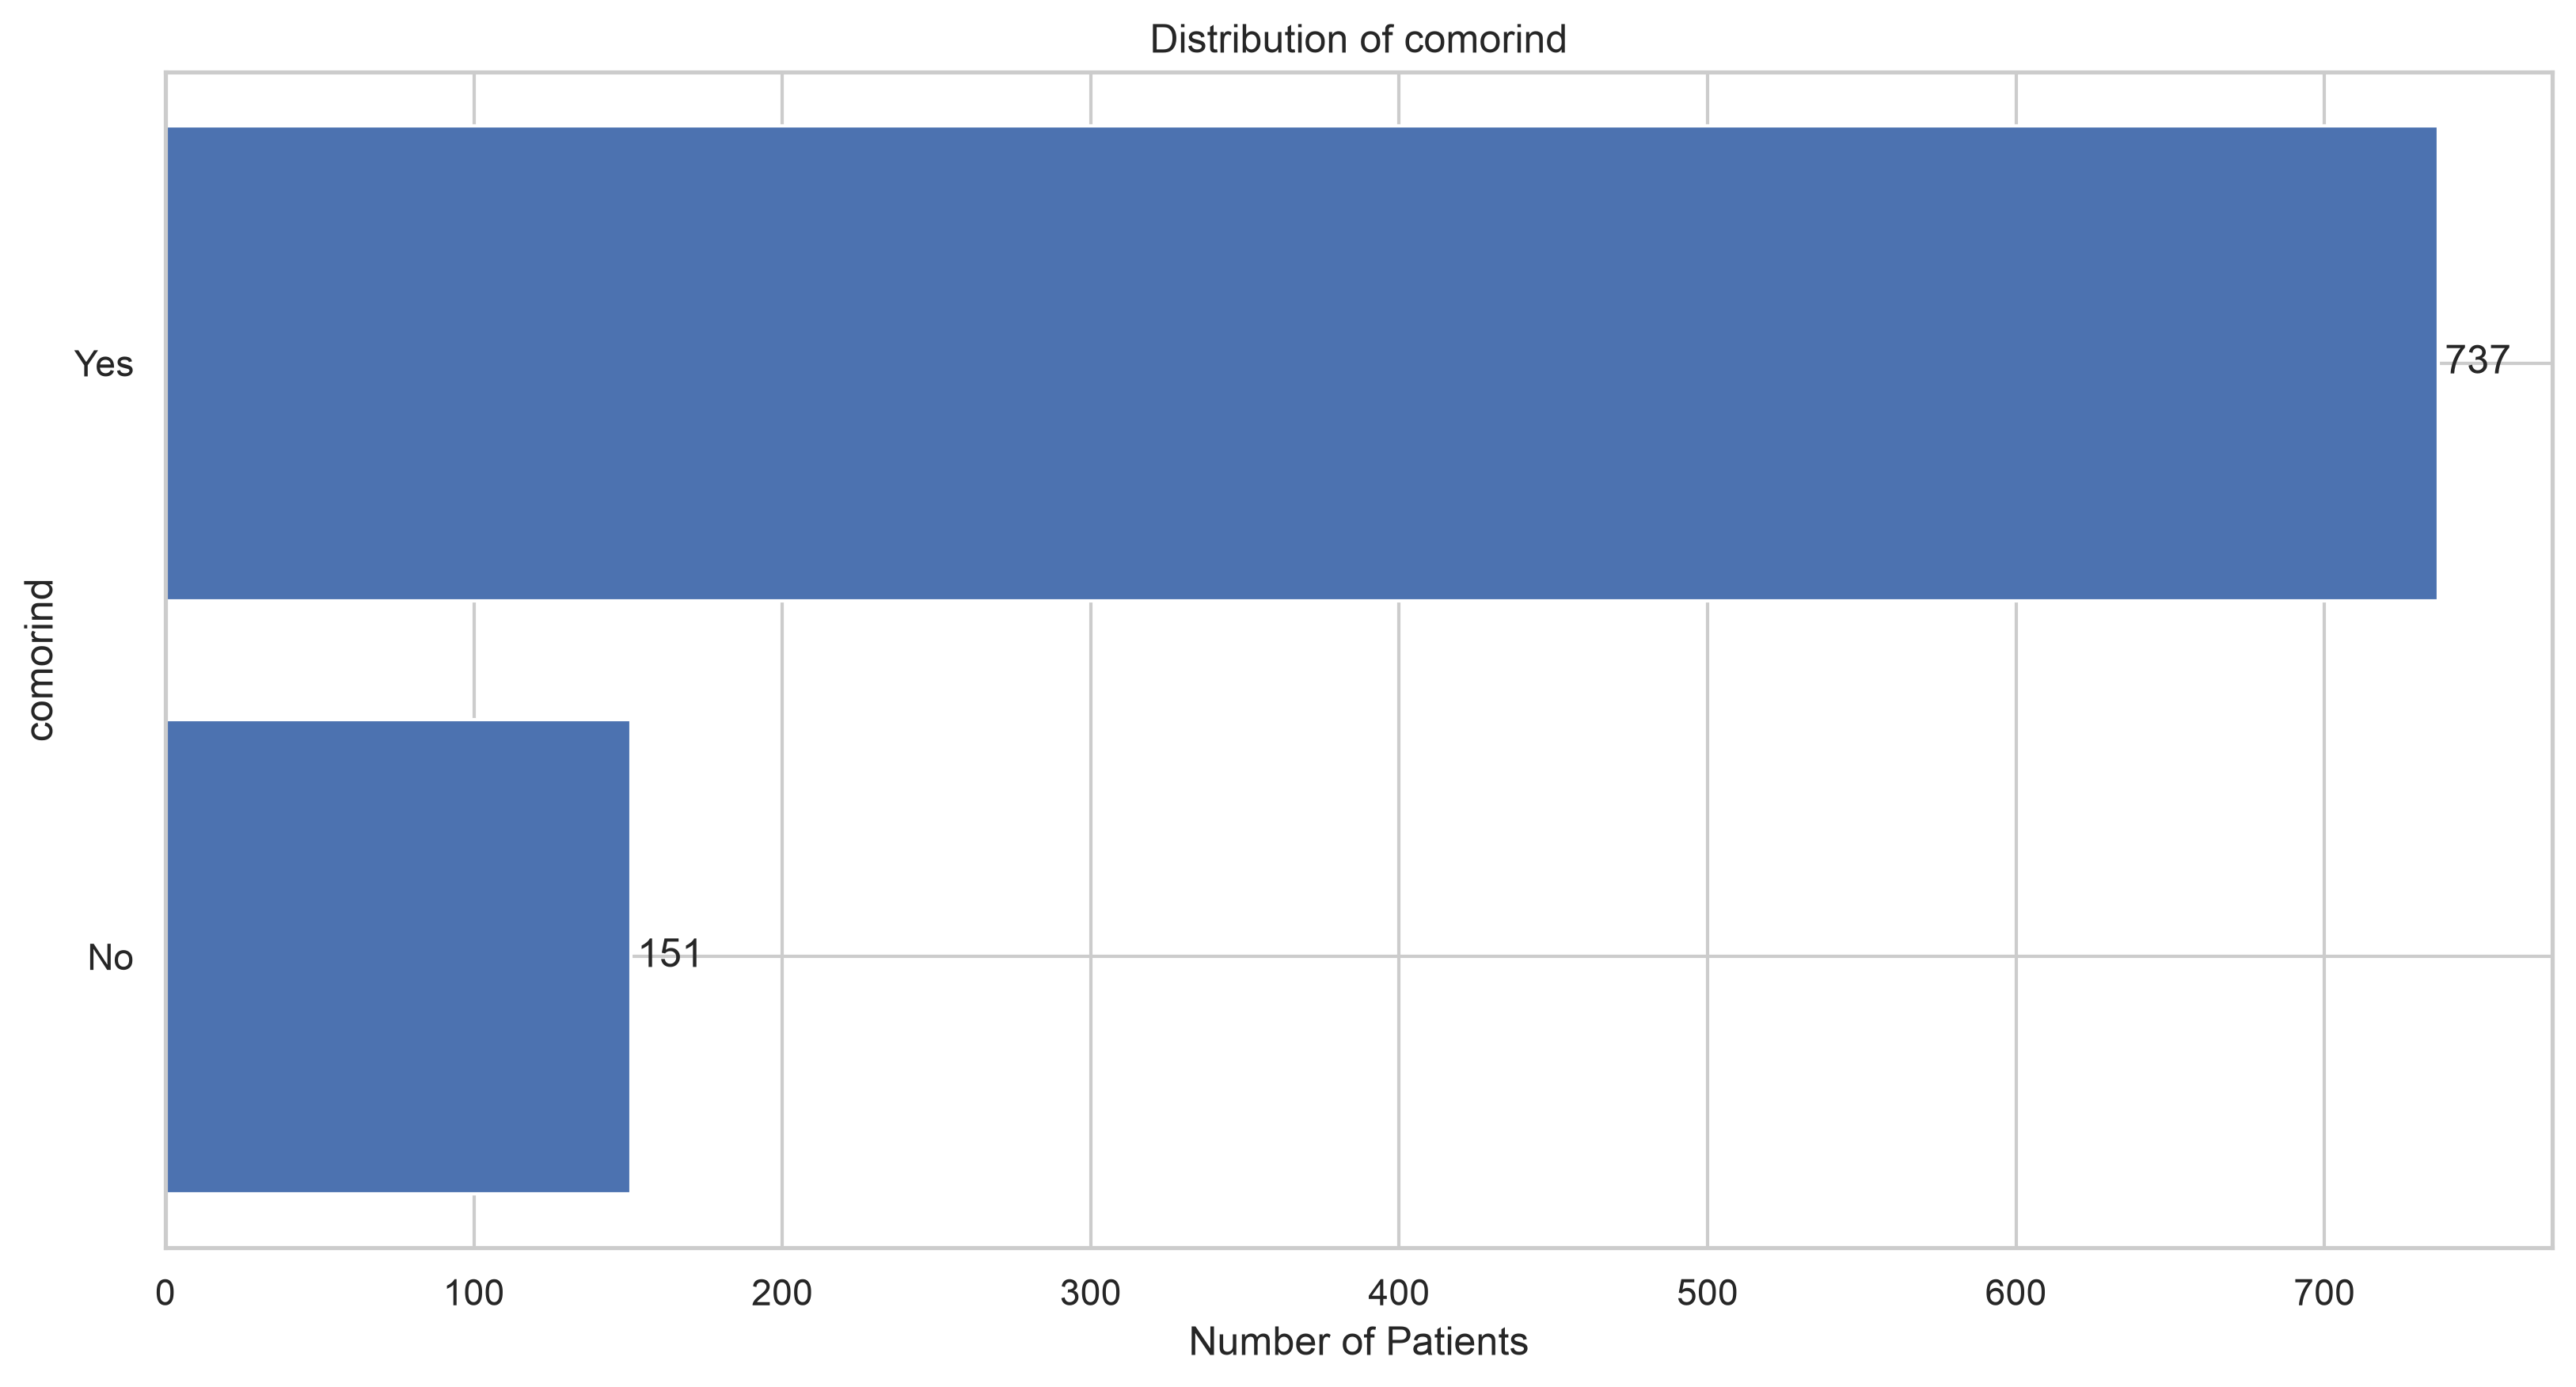 Distribution of comorind
Yes
737
comorind
No
151
0 100 200 300 400 500 600 700
Number of Patients